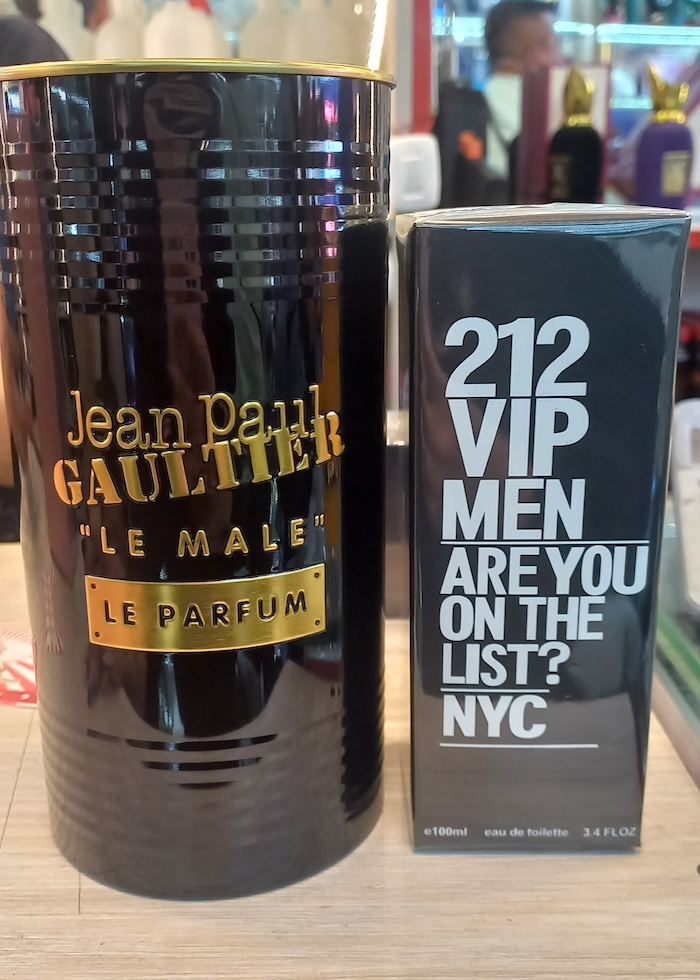 Jean Paul
GAULTIER
"LE MALE"
LE PARFUM
212
VIP
MEN
ARE YOU
ON THE
LIST?
NYC
e100ml eau de toilette 3.4 FL OZ